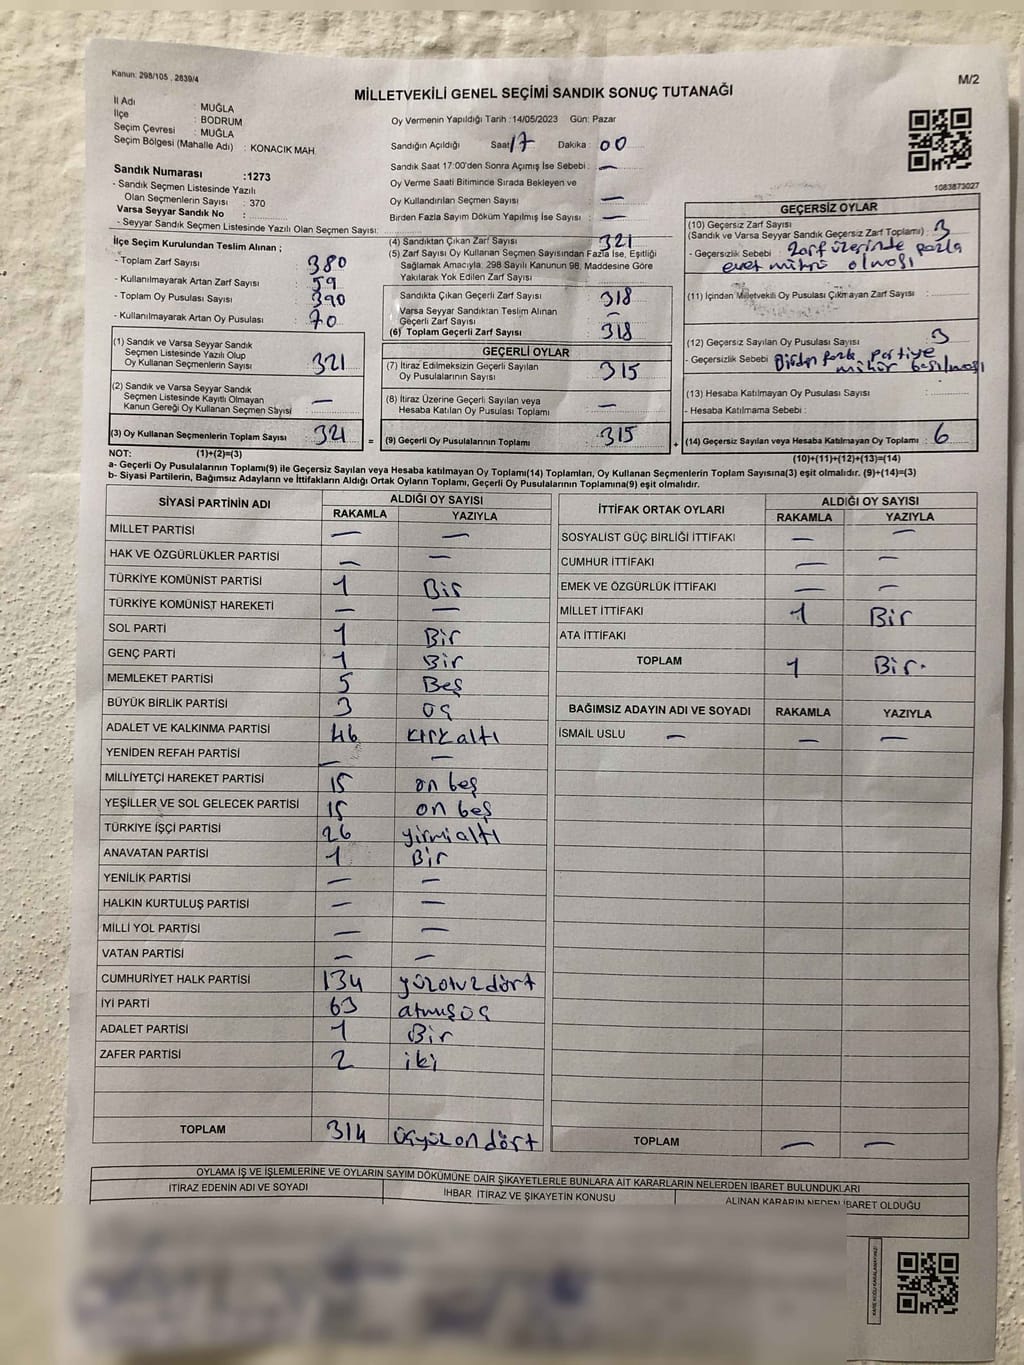 Kanun: 298/105 , 2839/4
M/2
MİLLETVEKİLİ GENEL SEÇİMİ SANDIK SONUÇ TUTANAĞI
İl Adı : MUĞLA
İlçe : BODRUM
Seçim Çevresi : MUĞLA
Seçim Bölgesi (Mahalle Adı) : KONACIK MAH.
Oy Vermenin Yapıldığı Tarih :14/05/2023 Gün: Pazar
Sandığın Açıldığı Saat 17 Dakika : 00
Sandık Saat 17:00'den Sonra Açımış İse Sebebi : —
Oy Verme Saati Bitiminde Sırada Bekleyen ve
Oy Kullandırılan Seçmen Sayısı : —
Birden Fazla Sayım Döküm Yapılmış İse Sayısı : —
1083873027
Sandık Numarası :1273
- Sandık Seçmen Listesinde Yazılı
Olan Seçmenlerin Sayısı : 370
Varsa Seyyar Sandık No :
- Seyyar Sandık Seçmen Listesinde Yazılı Olan Seçmen Sayısı:
İlçe Seçim Kurulundan Teslim Alınan ;
- Toplam Zarf Sayısı : 380
- Kullanılmayarak Artan Zarf Sayısı : 59
- Toplam Oy Pusulası Sayısı : 390
- Kullanılmayarak Artan Oy Pusulası : 70
(1) Sandık ve Varsa Seyyar Sandık
Seçmen Listesinde Yazılı Olup
Oy Kullanan Seçmenlerin Sayısı : 321
(2) Sandık ve Varsa Seyyar Sandık
Seçmen Listesinde Kayıtlı Olmayan
Kanun Gereği Oy Kullanan Seçmen Sayısı : —
(3) Oy Kullanan Seçmenlerin Toplam Sayısı : 321
(4) Sandıktan Çıkan Zarf Sayısı : 321
(5) Zarf Sayısı Oy Kullanan Seçmen Sayısından Fazla İse, Eşitliği
Sağlamak Amacıyla. 298 Sayılı Kanunun 98, Maddesine Göre
Yakılarak Yok Edilen Zarf Sayısı :
Sandıkta Çıkan Geçerli Zarf Sayısı : 318
Varsa Seyyar Sandıktan Teslim Alınan
Geçerli Zarf Sayısı : —
(6) Toplam Geçerli Zarf Sayısı : 318
GEÇERLİ OYLAR
(7) İtiraz Edilmeksizin Geçerli Sayılan
Oy Pusulalarının Sayısı : 315
(8) İtiraz Üzerine Geçerli Sayılan veya
Hesaba Katılan Oy Pusulası Toplamı : —
= (9) Geçerli Oy Pusulalarının Toplamı : 315
GEÇERSİZ OYLAR
(10) Geçersiz Zarf Sayısı
(Sandık ve Varsa Seyyar Sandık Geçersiz Zarf Toplamı) : 3
- Geçersizlik Sebebi : Zarf üzerinde fazla
evet mührü olması
(11) İçinden Milletvekili Oy Pusulası Çıkmayan Zarf Sayısı :
(12) Geçersiz Sayılan Oy Pusulası Sayısı : 3
- Geçersizlik Sebebi : Birden fazla partiye
mühür basılması
(13) Hesaba Katılmayan Oy Pusulası Sayısı :
- Hesaba Katılmama Sebebi :
+ (14) Geçersiz Sayılan veya Hesaba Katılmayan Oy Toplamı : 6
NOT: (1)+(2)=(3)
(10)+(11)+(12)+(13)=(14)
a- Geçerli Oy Pusulalarının Toplamı(9) ile Geçersiz Sayılan veya Hesaba katılmayan Oy Toplamı(14) Toplamları, Oy Kullanan Seçmenlerin Toplam Sayısına(3) eşit olmalıdır. (9)+(14)=(3)
b- Siyasi Partilerin, Bağımsız Adayların ve İttifakların Aldığı Ortak Oyların Toplamı, Geçerli Oy Pusulalarının Toplamına(9) eşit olmalıdır.
SİYASİ PARTİNİN ADI ALDIĞI OY SAYISI
RAKAMLA YAZIYLA
MİLLET PARTİSİ — —
HAK VE ÖZGÜRLÜKLER PARTİSİ — —
TÜRKİYE KOMÜNİST PARTİSİ 1 Bir
TÜRKİYE KOMÜNIST HAREKETİ — —
SOL PARTİ 1 Bir
GENÇ PARTİ 1 Bir
MEMLEKET PARTİSİ 5 Beş
BÜYÜK BİRLİK PARTİSİ 3 üç
ADALET VE KALKINMA PARTİSİ 46 kırkaltı
YENİDEN REFAH PARTİSİ — —
MİLLİYETÇİ HAREKET PARTİSİ 15 on beş
YEŞİLLER VE SOL GELECEK PARTİSİ 15 on beş
TÜRKİYE İŞÇİ PARTİSİ 26 yirmialtı
ANAVATAN PARTİSİ 1 Bir
YENİLİK PARTİSİ — —
HALKIN KURTULUŞ PARTİSİ — —
MİLLİ YOL PARTİSİ — —
VATAN PARTİSİ — —
CUMHURİYET HALK PARTİSİ 134 yüzotuzdört
İYİ PARTİ 63 atmışüç
ADALET PARTİSİ 1 Bir
ZAFER PARTİSİ 2 iki
TOPLAM 314 üçyüzondört
İTTİFAK ORTAK OYLARI ALDIĞI OY SAYISI
RAKAMLA YAZIYLA
SOSYALİST GÜÇ BİRLİĞİ İTTİFAKI — —
CUMHUR İTTİFAKI — —
EMEK VE ÖZGÜRLÜK İTTİFAKI — —
MİLLET İTTİFAKI 1 Bir
ATA İTTİFAKI
TOPLAM 1 Bir.
BAĞIMSIZ ADAYIN ADI VE SOYADI RAKAMLA YAZIYLA
İSMAİL USLU — — —
TOPLAM — —
OYLAMA İŞ VE İŞLEMLERİNE VE OYLARIN SAYIM DÖKÜMÜNE DAİR ŞİKAYETLERLE BUNLARA AİT KARARLARIN NELERDEN İBARET BULUNDUKLARI
İTİRAZ EDENİN ADI VE SOYADI İHBAR İTİRAZ VE ŞİKAYETİN KONUSU ALINAN KARARIN NEDEN İBARET OLDUĞU
KARE KODU KARALAMAYINIZ!